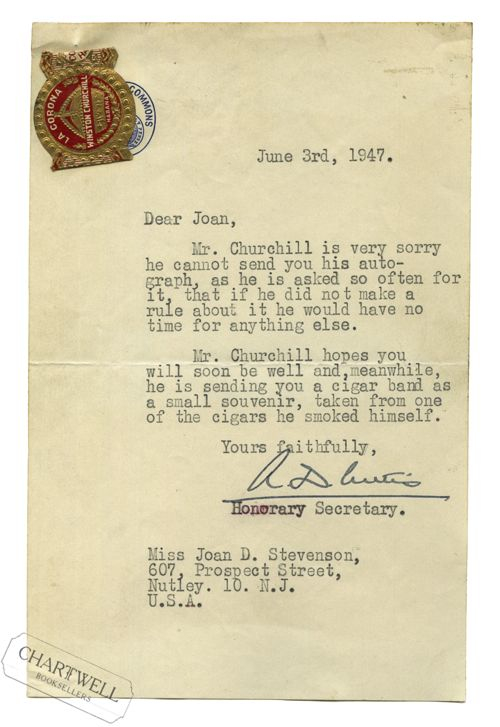 LA CORONA
WINSTON CHURCHILL
HABANA
COMMONS
June 3rd, 1947.
Dear Joan,
Mr. Churchill is very sorry
he cannot send you his auto-
graph, as he is asked so often for
it, that if he did not make a
rule about it he would have no
time for anything else.
Mr. Churchill hopes you
will soon be well and,meanwhile,
he is sending you a cigar band as
a small souvenir, taken from one
of the cigars he smoked himself.
Yours faithfully,
Honorary Secretary.
Miss Joan D. Stevenson,
607, Prospect Street,
Nutley. 10. N.J.
U.S.A.
CHARTWELL
BOOKSELLERS